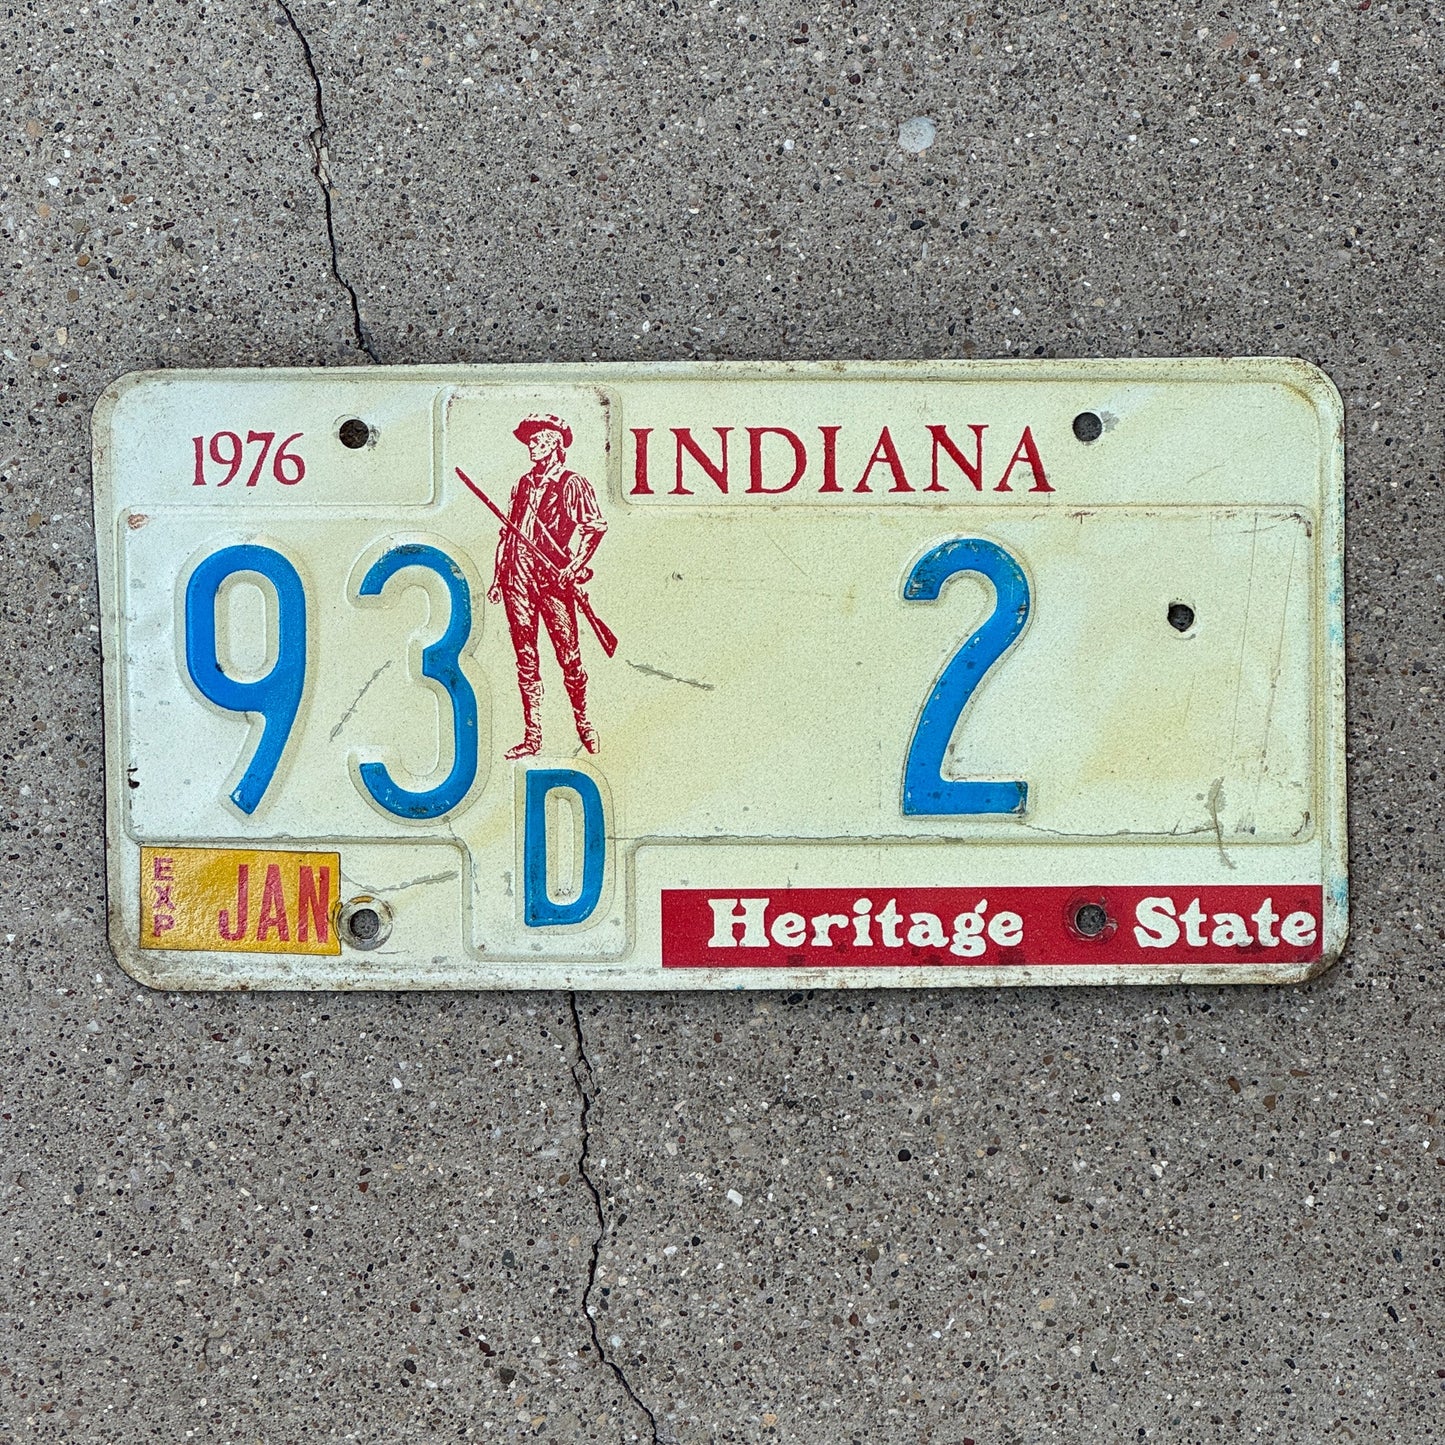 1976 INDIANA
93 D 2
EXP JAN
Heritage State